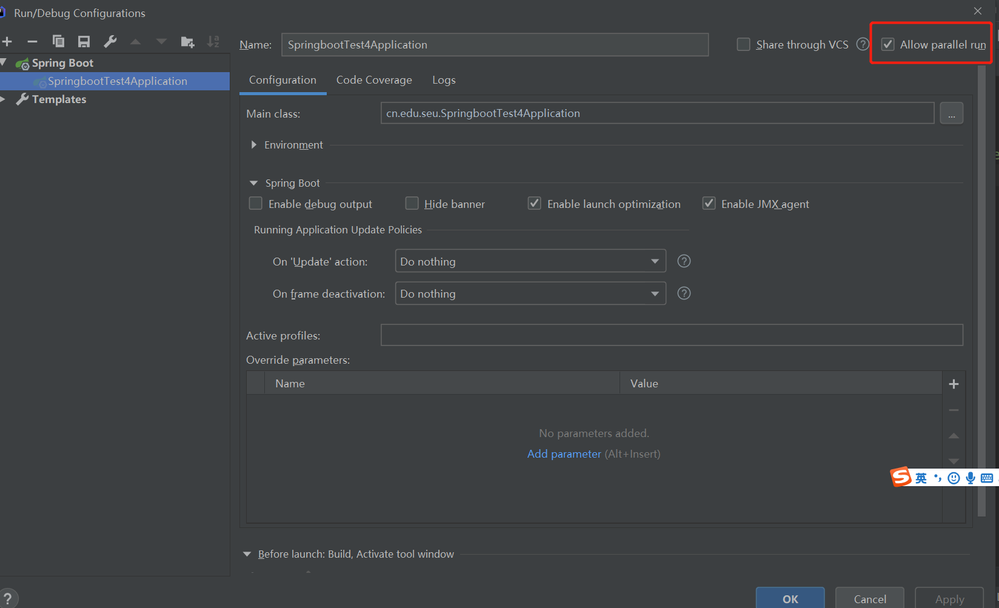 Run/Debug Configurations
Name: SpringbootTest4Application Share through VCS Allow parallel run
Spring Boot
SpringbootTest4Application
Templates
Configuration Code Coverage Logs
Main class: cn.edu.seu.SpringbootTest4Application ...
Environment
Spring Boot
Enable debug output Hide banner Enable launch optimization Enable JMX agent
Running Application Update Policies
On 'Update' action: Do nothing
On frame deactivation: Do nothing
Active profiles:
Override parameters:
Name Value
No parameters added.
Add parameter (Alt+Insert)
英
Before launch: Build, Activate tool window
OK Cancel Apply